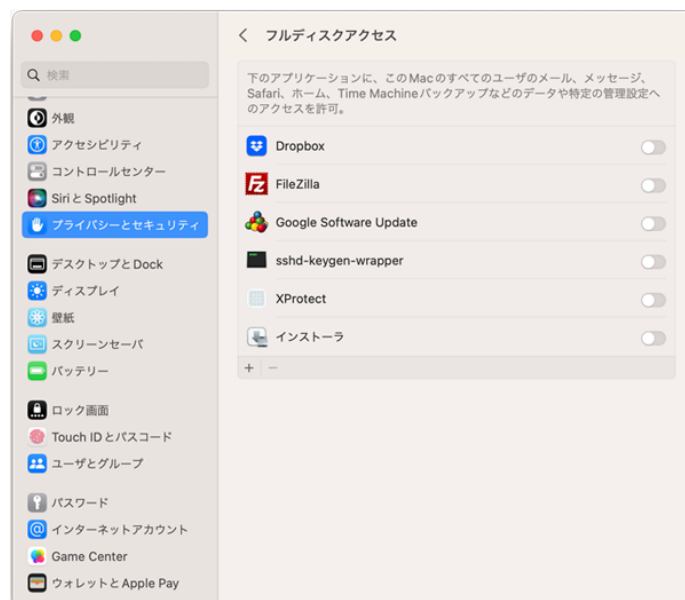 フルディスクアクセス
検索
外観
アクセシビリティ
コントロールセンター
Siri と Spotlight
プライバシーとセキュリティ
デスクトップと Dock
ディスプレイ
壁紙
スクリーンセーバ
バッテリー
ロック画面
Touch ID とパスコード
ユーザとグループ
パスワード
インターネットアカウント
Game Center
ウォレットと Apple Pay
下のアプリケーションに、この Mac のすべてのユーザのメール、メッセージ、
Safari、ホーム、Time Machine バックアップなどのデータや特定の管理設定へ
のアクセスを許可。
Dropbox
FileZilla
Google Software Update
sshd-keygen-wrapper
XProtect
インストーラ